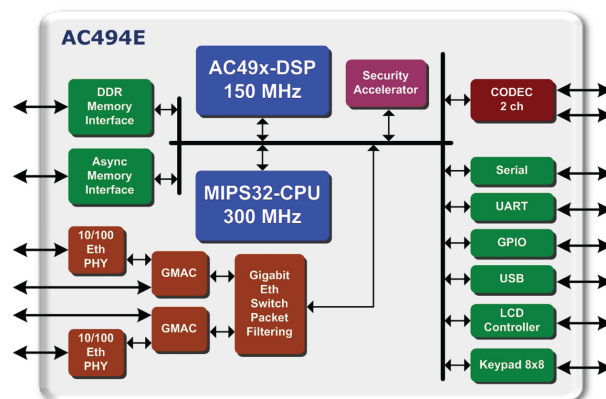 AC494E
AC49x-DSP
150 MHz
Security
Accelerator
DDR
Memory
Interface
CODEC
2 ch
Async
Memory
Interface
MIPS32-CPU
300 MHz
Serial
UART
GPIO
USB
LCD
Controller
Keypad 8x8
10/100
Eth
PHY
GMAC
Gigabit
Eth
Switch
Packet
Filtering
GMAC
10/100
Eth
PHY